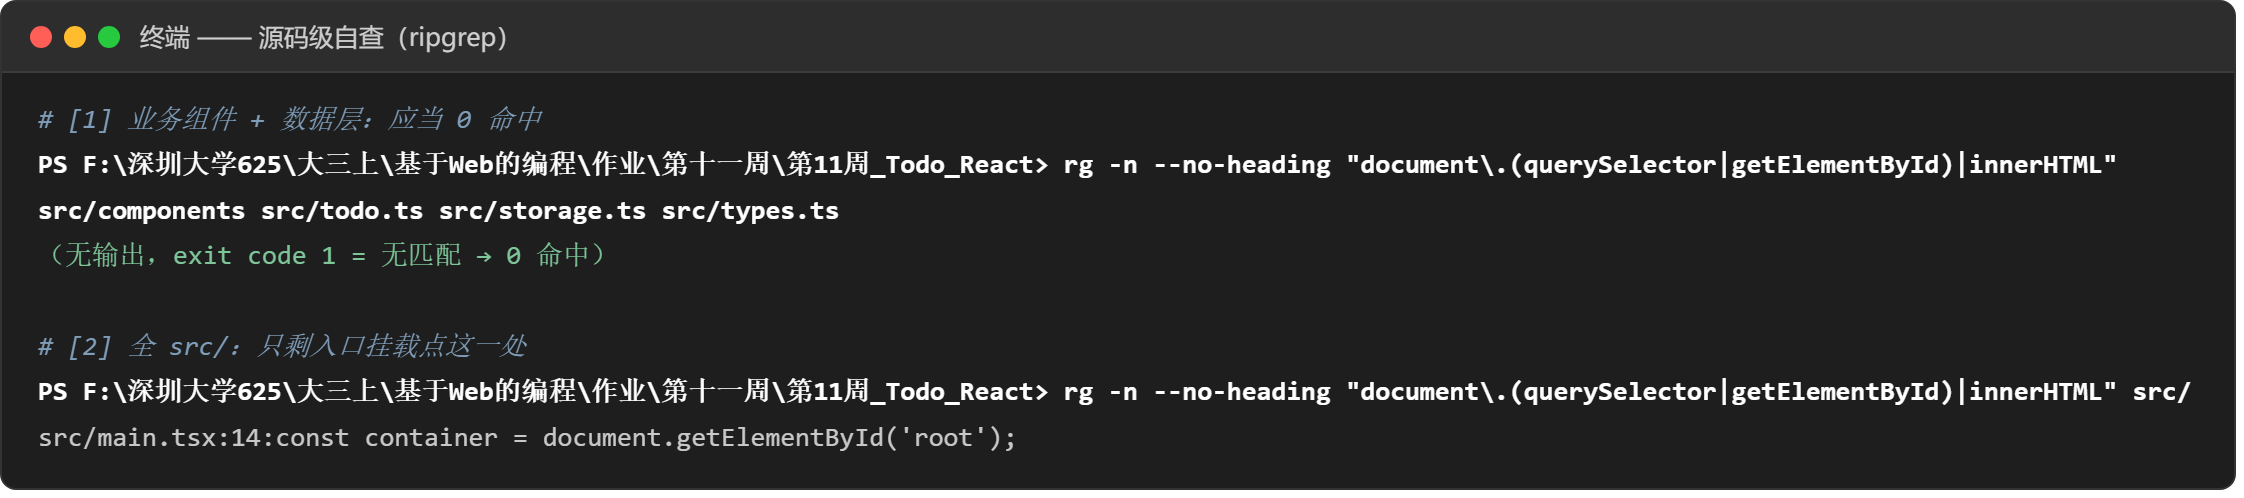 终端 —— 源码级自查（ripgrep）
# [1] 业务组件 + 数据层：应当 0 命中
PS F:\深圳大学625\大三上\基于Web的编程\作业\第十一周\第11周_Todo_React> rg -n --no-heading "document\.(querySelector|getElementById)|innerHTML"
src/components src/todo.ts src/storage.ts src/types.ts
（无输出，exit code 1 = 无匹配 → 0 命中）
# [2] 全 src/：只剩入口挂载点这一处
PS F:\深圳大学625\大三上\基于Web的编程\作业\第十一周\第11周_Todo_React> rg -n --no-heading "document\.(querySelector|getElementById)|innerHTML" src/
src/main.tsx:14:const container = document.getElementById('root');